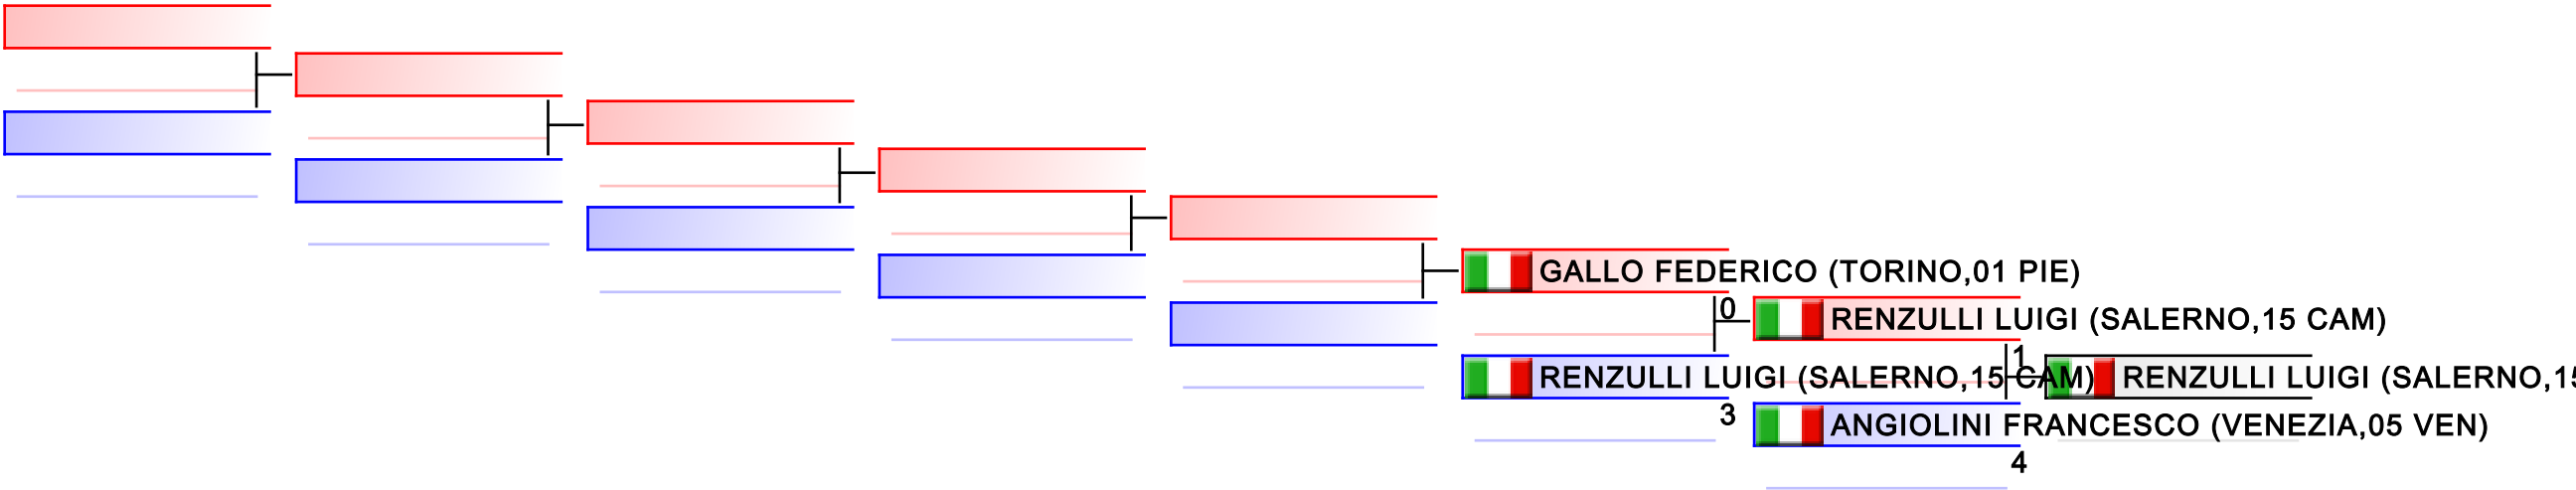 GALLO FEDERICO (TORINO,01 PIE)
0
RENZULLI LUIGI (SALERNO,15 CAM)
1
RENZULLI LUIGI (SALERNO,15 CAM)
RENZULLI LUIGI (SALERNO,15
3
ANGIOLINI FRANCESCO (VENEZIA,05 VEN)
4